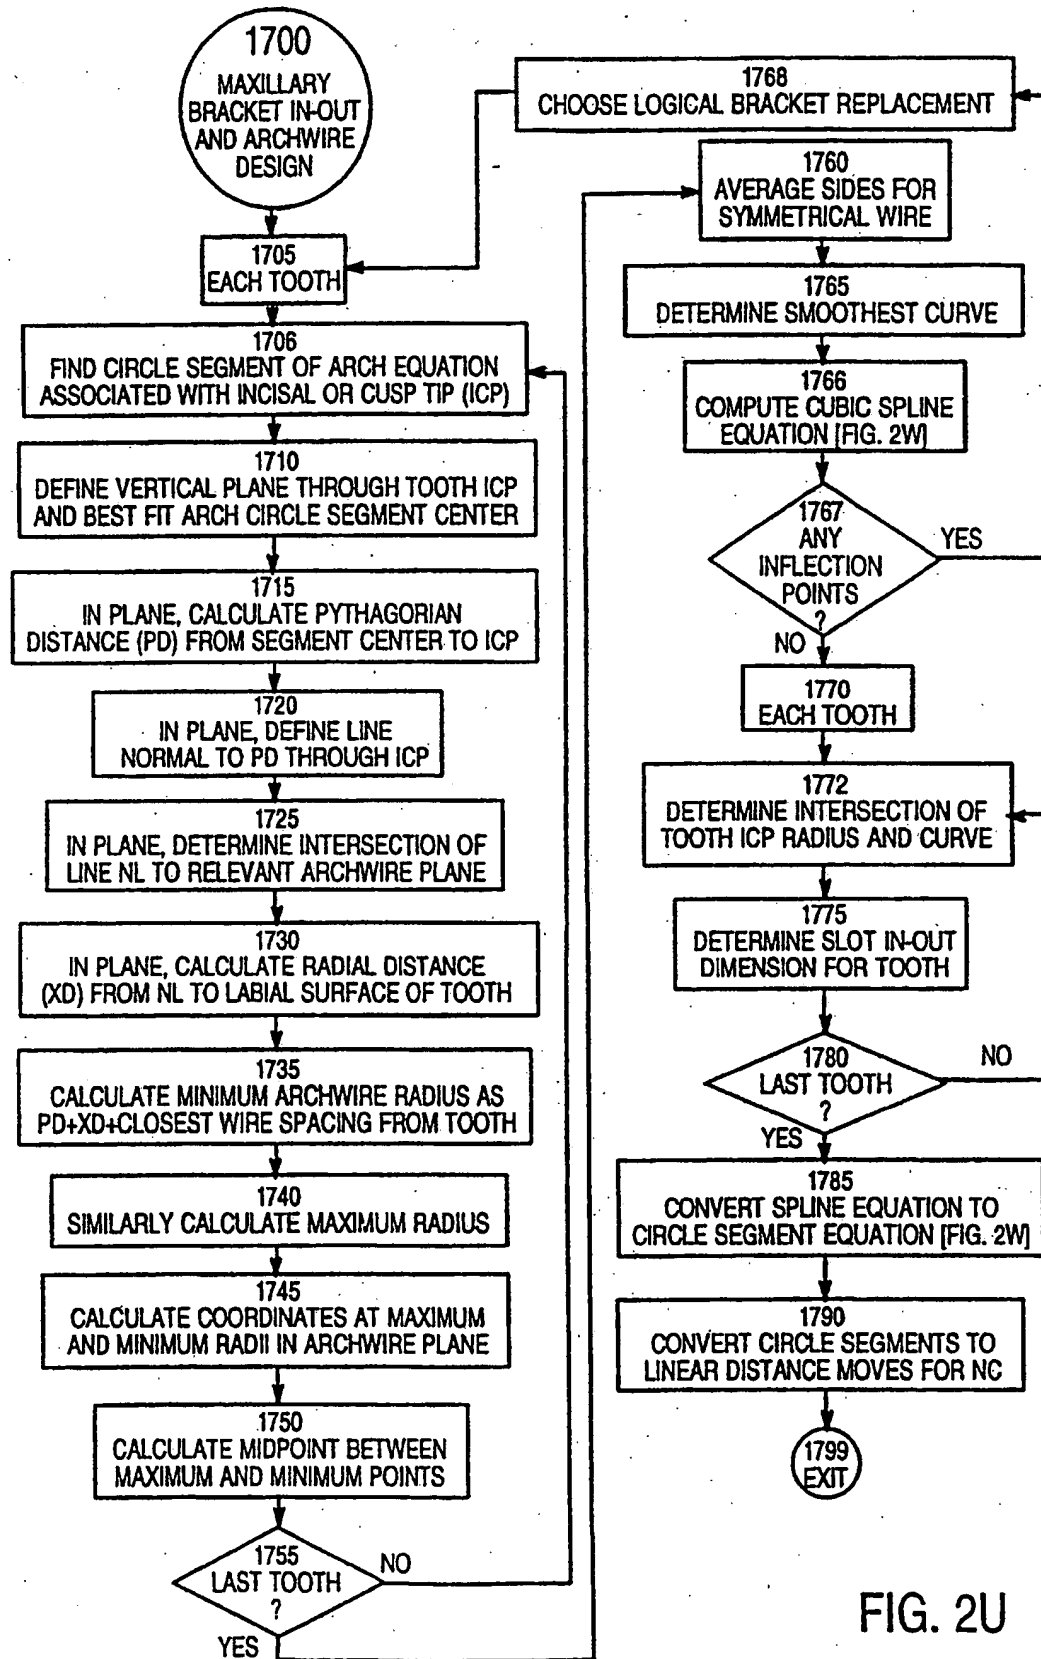 1700
MAXILLARY
BRACKET IN-OUT
AND ARCHWIRE
DESIGN
1705
EACH TOOTH
1706
FIND CIRCLE SEGMENT OF ARCH EQUATION
ASSOCIATED WITH INCISAL OR CUSP TIP (ICP)
1710
DEFINE VERTICAL PLANE THROUGH TOOTH ICP
AND BEST FIT ARCH CIRCLE SEGMENT CENTER
1715
IN PLANE, CALCULATE PYTHAGORIAN
DISTANCE (PD) FROM SEGMENT CENTER TO ICP
1720
IN PLANE, DEFINE LINE
NORMAL TO PD THROUGH ICP
1725
IN PLANE, DETERMINE INTERSECTION OF
LINE NL TO RELEVANT ARCHWIRE PLANE
1730
IN PLANE, CALCULATE RADIAL DISTANCE
(XD) FROM NL TO LABIAL SURFACE OF TOOTH
1735
CALCULATE MINIMUM ARCHWIRE RADIUS AS
PD+XD+CLOSEST WIRE SPACING FROM TOOTH
1740
SIMILARLY CALCULATE MAXIMUM RADIUS
1745
CALCULATE COORDINATES AT MAXIMUM
AND MINIMUM RADII IN ARCHWIRE PLANE
1750
CALCULATE MIDPOINT BETWEEN
MAXIMUM AND MINIMUM POINTS
1755
LAST TOOTH
?
NO
YES
1768
CHOOSE LOGICAL BRACKET REPLACEMENT
1760
AVERAGE SIDES FOR
SYMMETRICAL WIRE
1765
DETERMINE SMOOTHEST CURVE
1766
COMPUTE CUBIC SPLINE
EQUATION [FIG. 2W]
1767
ANY
INFLECTION
POINTS
?
YES
NO
1770
EACH TOOTH
1772
DETERMINE INTERSECTION OF
TOOTH ICP RADIUS AND CURVE
1775
DETERMINE SLOT IN-OUT
DIMENSION FOR TOOTH
1780
LAST TOOTH
?
NO
YES
1785
CONVERT SPLINE EQUATION TO
CIRCLE SEGMENT EQUATION [FIG. 2W]
1790
CONVERT CIRCLE SEGMENTS TO
LINEAR DISTANCE MOVES FOR NC
1799
EXIT
FIG. 2U